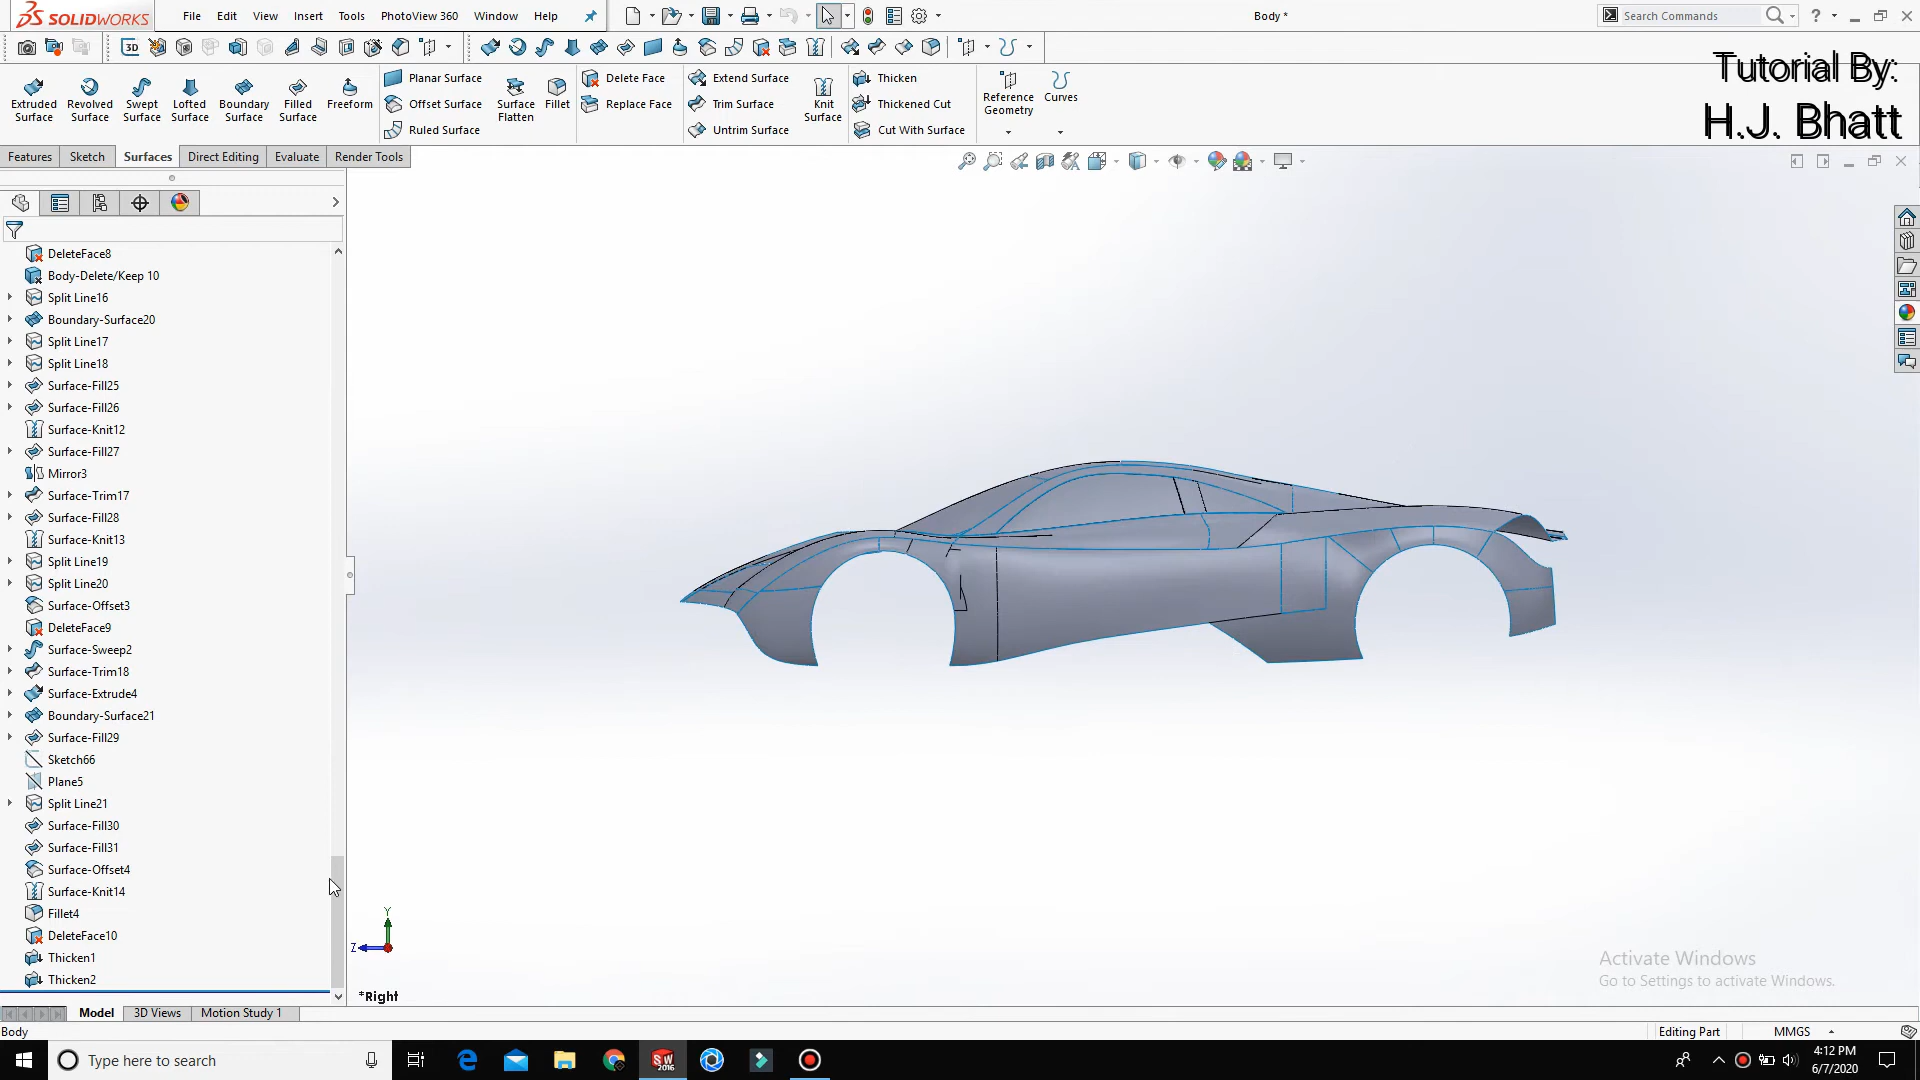 SOLIDWORKS
File Edit View Insert Tools PhotoView 360 Window Help
Body *
Search Commands
Tutorial By:
H.J. Bhatt
Extruded Surface
Revolved Surface
Swept Surface
Lofted Surface
Boundary Surface
Filled Surface
Freeform
Planar Surface
Offset Surface
Ruled Surface
Surface Flatten
Fillet
Delete Face
Replace Face
Extend Surface
Trim Surface
Untrim Surface
Knit Surface
Thicken
Thickened Cut
Cut With Surface
Reference Geometry
Curves
Features Sketch Surfaces Direct Editing Evaluate Render Tools
DeleteFace8
Body-Delete/Keep 10
Split Line16
Boundary-Surface20
Split Line17
Split Line18
Surface-Fill25
Surface-Fill26
Surface-Knit12
Surface-Fill27
Mirror3
Surface-Trim17
Surface-Fill28
Surface-Knit13
Split Line19
Split Line20
Surface-Offset3
DeleteFace9
Surface-Sweep2
Surface-Trim18
Surface-Extrude4
Boundary-Surface21
Surface-Fill29
Sketch66
Plane5
Split Line21
Surface-Fill30
Surface-Fill31
Surface-Offset4
Surface-Knit14
Fillet4
DeleteFace10
Thicken1
Thicken2
Y
Z
*Right
Activate Windows
Go to Settings to activate Windows.
Model 3D Views Motion Study 1
Body
Editing Part MMGS
Type here to search
4:12 PM
6/7/2020